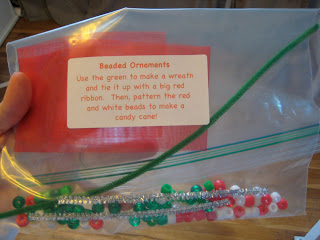 Beaded Ornaments
Use the green to make a wreath
and tie it up with a big red
ribbon. Then, pattern the red
and white beads to make a
candy cane!